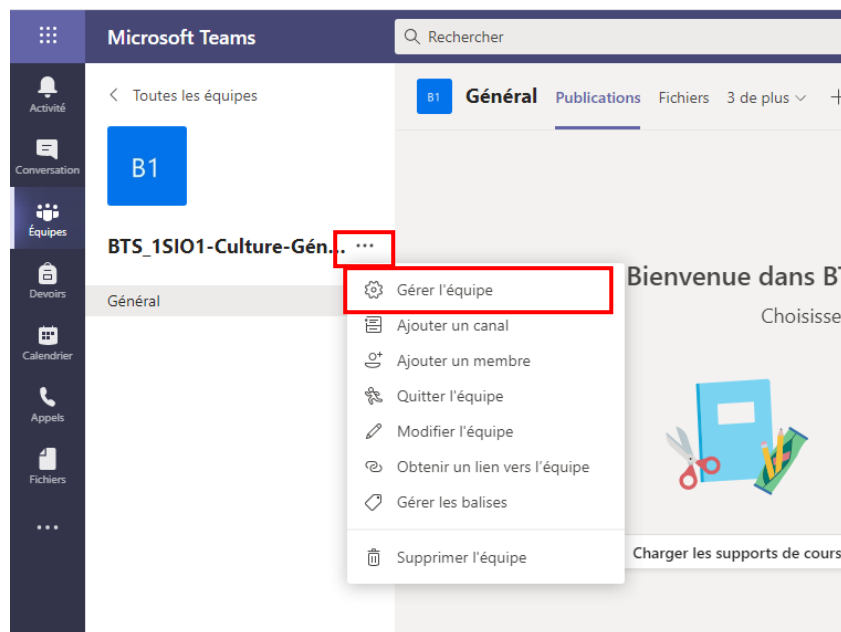 Microsoft Teams
Rechercher
Activité
Conversation
Équipes
Devoirs
Calendrier
Appels
Fichiers
Toutes les équipes
B1
BTS_1SIO1-Culture-Gén... ...
Général
B1 Général Publications Fichiers 3 de plus
Gérer l'équipe
Ajouter un canal
Ajouter un membre
Quitter l'équipe
Modifier l'équipe
Obtenir un lien vers l'équipe
Gérer les balises
Supprimer l'équipe
Bienvenue dans B
Choisisse
Charger les supports de cours